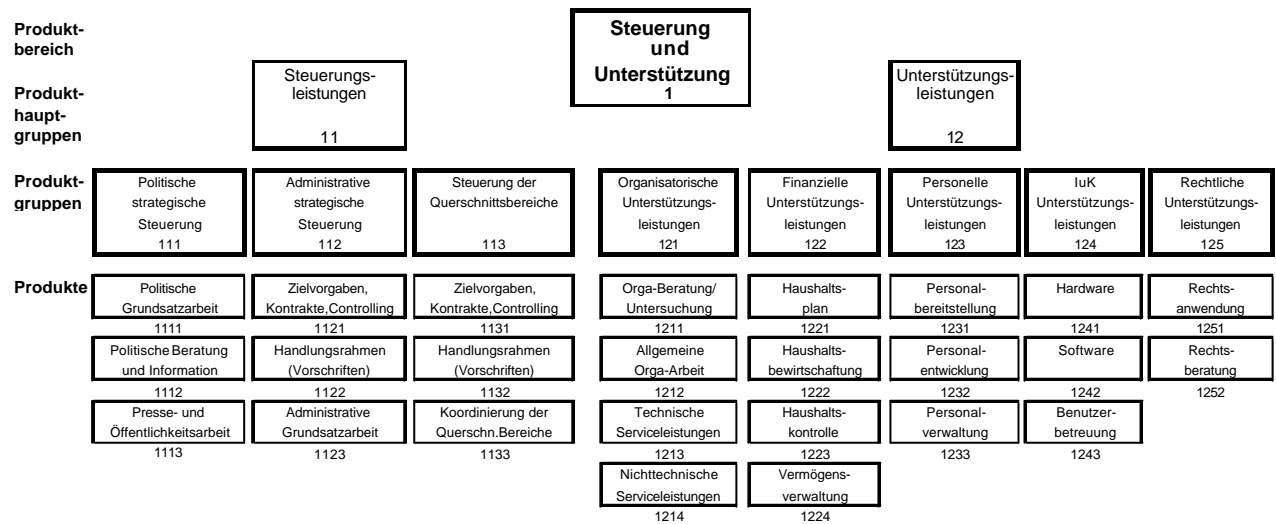 Produkt-
bereich
Steuerung
und
Unterstützung
1
Produkt-
haupt-
gruppen
Steuerungs-
leistungen
11
Unterstützungs-
leistungen
12
Produkt-
gruppen
Politische
strategische
Steuerung
111
Administrative
strategische
Steuerung
112
Steuerung der
Querschnittsbereiche
113
Organisatorische
Unterstützungs-
leistungen
121
Finanzielle
Unterstützungs-
leistungen
122
Personelle
Unterstützungs-
leistungen
123
IuK
Unterstützungs-
leistungen
124
Rechtliche
Unterstützungs-
leistungen
125
Produkte
Politische
Grundsatzarbeit
1111
Zielvorgaben,
Kontrakte,Controlling
1121
Zielvorgaben,
Kontrakte,Controlling
1131
Orga-Beratung/
Untersuchung
1211
Haushalts-
plan
1221
Personal-
bereitstellung
1231
Hardware
1241
Rechts-
anwendung
1251
Politische Beratung
und Information
1112
Handlungsrahmen
(Vorschriften)
1122
Handlungsrahmen
(Vorschriften)
1132
Allgemeine
Orga-Arbeit
1212
Haushalts-
bewirtschaftung
1222
Personal-
entwicklung
1232
Software
1242
Rechts-
beratung
1252
Presse- und
Öffentlichkeitsarbeit
1113
Administrative
Grundsatzarbeit
1123
Koordinierung der
Querschn.Bereiche
1133
Technische
Serviceleistungen
1213
Haushalts-
kontrolle
1223
Personal-
verwaltung
1233
Benutzer-
betreuung
1243
Nichttechnische
Serviceleistungen
1214
Vermögens-
verwaltung
1224